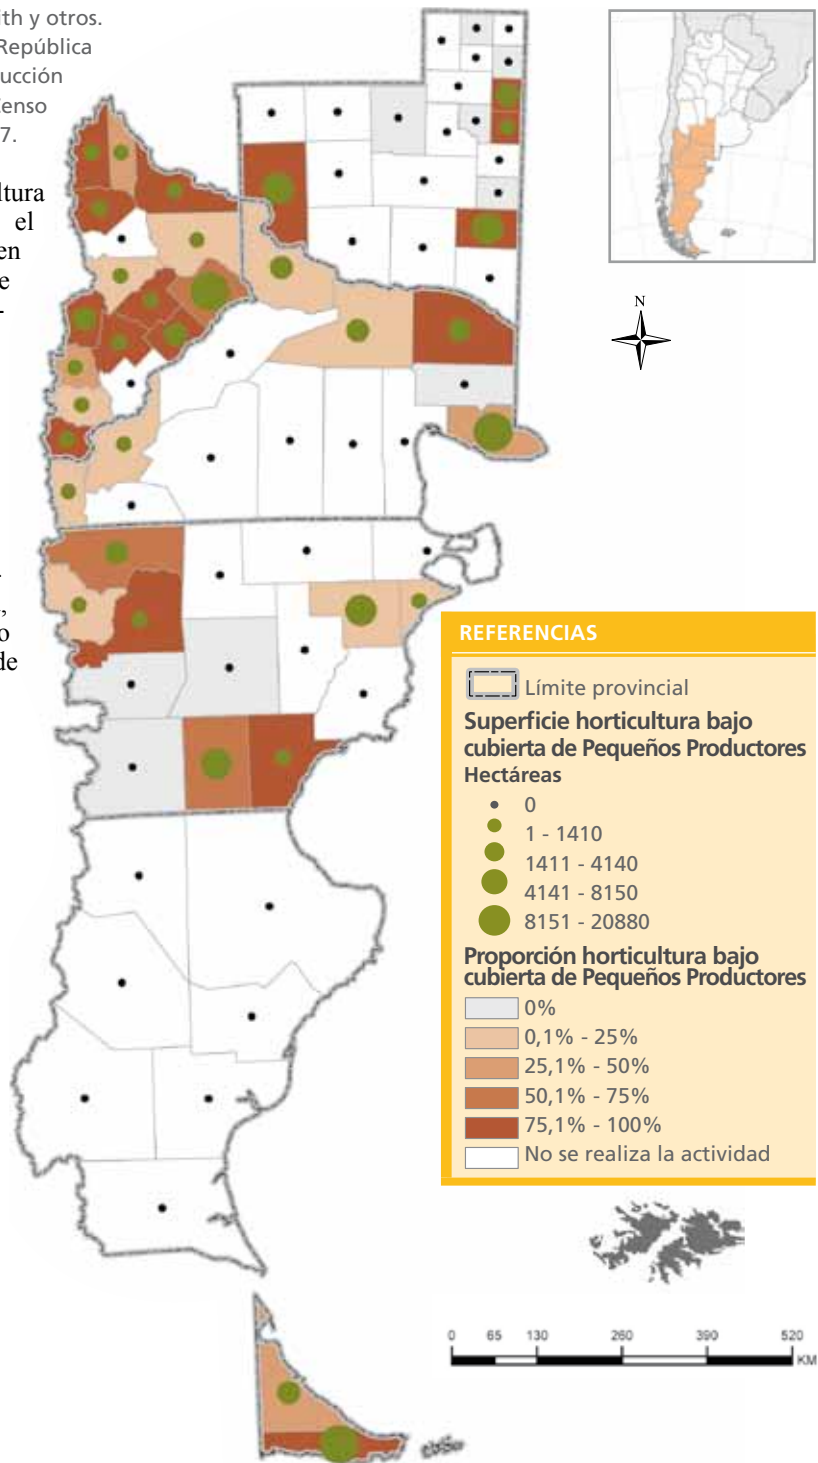 ith y otros.
República
ucción
Censo
7.
ltura
el
en
e
-
,
o
de
N
REFERENCIAS
Límite provincial
Superficie horticultura bajo
cubierta de Pequeños Productores
Hectáreas
0
1 - 1410
1411 - 4140
4141 - 8150
8151 - 20880
Proporción horticultura bajo
cubierta de Pequeños Productores
0%
0,1% - 25%
25,1% - 50%
50,1% - 75%
75,1% - 100%
No se realiza la actividad
0 65 130 260 390 520
KM